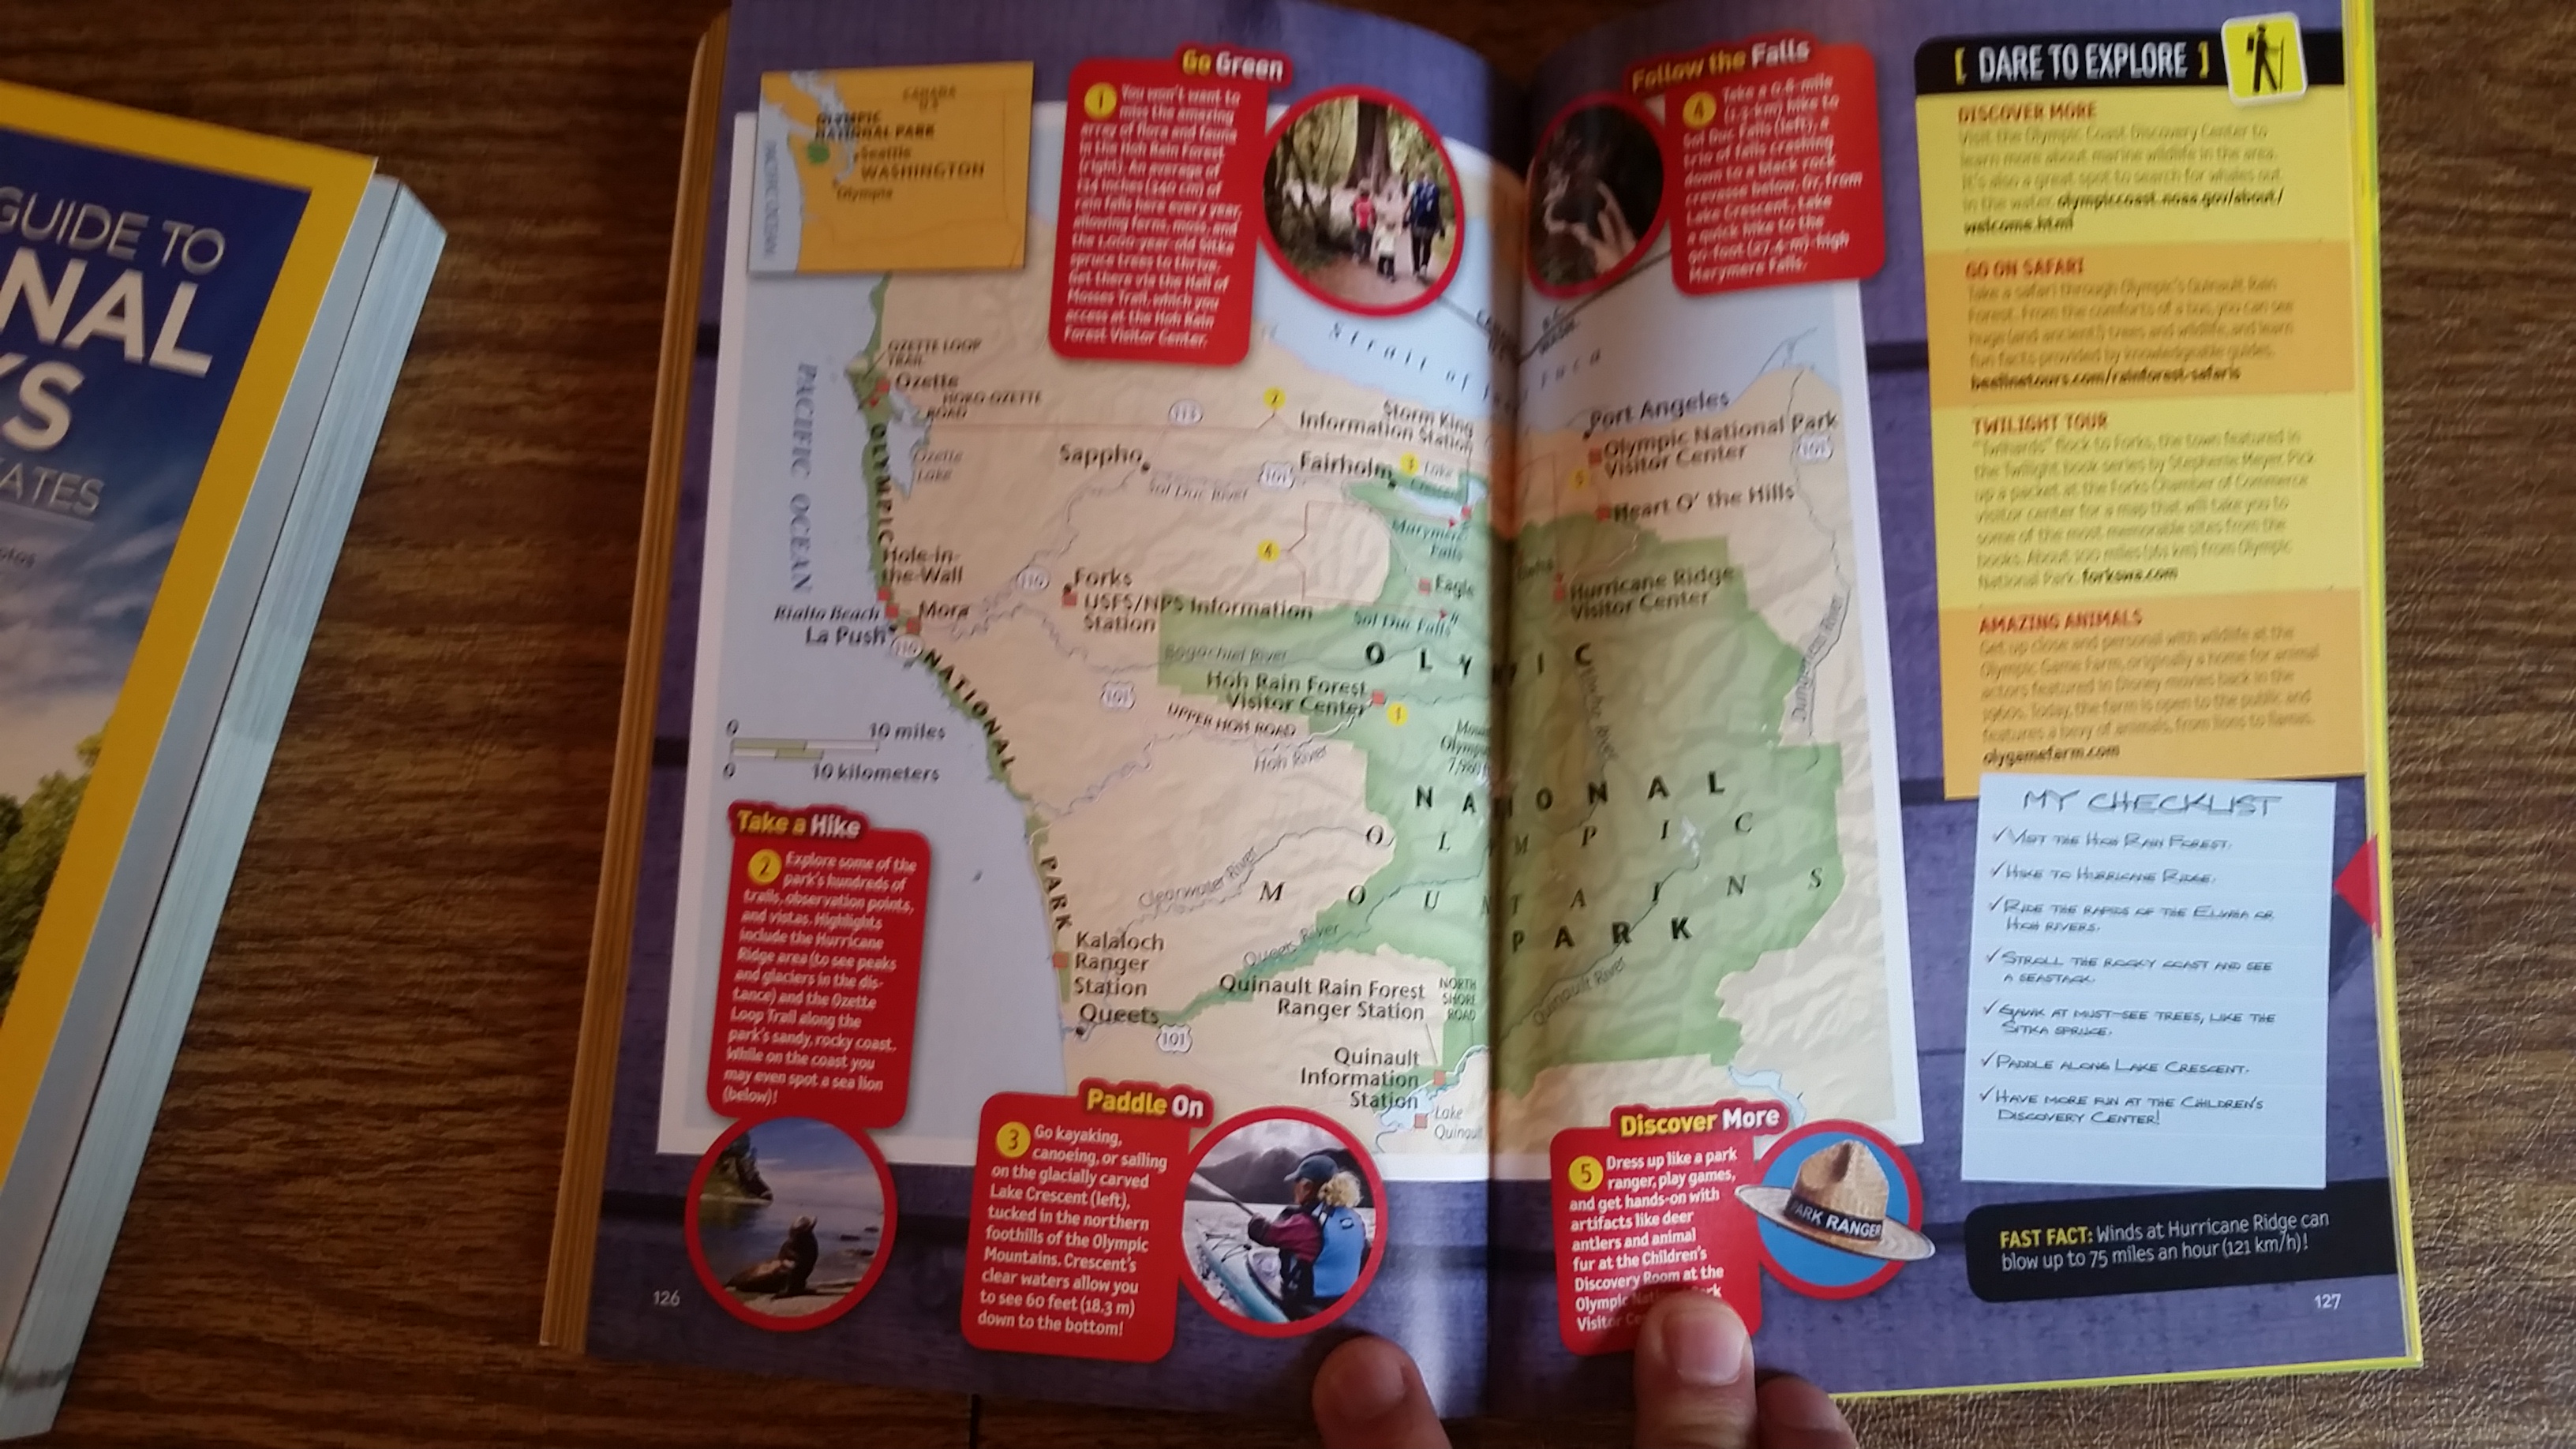 GUIDE TO
NAL
KS
ATES
CANADA
U.S.
OLYMPIC
NATIONAL PARK
Seattle
WASHINGTON
Olympia
PACIFIC OCEAN
Go Green
1 You won't want to
miss the amazing
array of flora and fauna
in the Hoh Rain Forest
(right). An average of
134 inches (340 cm) of
rain falls here every year,
allowing ferns, moss, and
the 1,000-year-old Sitka
spruce trees to thrive.
Get there via the Hall of
Mosses Trail, which you
access at the Hoh Rain
Forest Visitor Center.
Follow the Falls
4 Take a 0.8-mile
(1.3-km) hike to
Sol Duc Falls (left), a
trio of falls crashing
down to a black rock
crevasse below. Or, from
Lake Crescent, take
a quick hike to the
90-foot (27.4-m)-high
Marymere Falls.
Strait of Juca
B.C.
WASH.
OZETTE LOOP
TRAIL
Ozette
HOKO-OZETTE
ROAD
Ozette
Lake
PACIFIC OCEAN
OLYMPIC
NATIONAL
PARK
113
2
Storm King
Information Station
Sappho
Sol Duc River
101
Fairholm
3
Lake
Crescent
Port Angeles
Olympic National Park
Visitor Center
101
5
Heart O' the Hills
Marymere
Falls
4
Eagle
Elwha
Hurricane Ridge
Visitor Center
Hole-in-
the-Wall
110
Forks
USFS/NPS Information
Station
Sol Duc Falls
Rialto Beach
Mora
La Push
110
Bogachiel River
Dungeness River
101
Hoh Rain Forest
Visitor Center
1
UPPER HOH ROAD
Hoh River
OLYMPIC
NATIONAL
PARK
OLYMPIC
MOUNTAINS
0 10 miles
0 10 kilometers
Clearwater River
Queets River
Quinault River
Kalaloch
Ranger
Station
Queets
101
Quinault Rain Forest
Ranger Station
NORTH
SHORE
ROAD
Quinault
Information
Station
Lake
Quinault
Take a Hike
2 Explore some of the
park's hundreds of
trails, observation points,
and vistas. Highlights
include the Hurricane
Ridge area (to see peaks
and glaciers in the dis-
tance) and the Ozette
Loop Trail along the
park's sandy, rocky coast.
While on the coast you
may even spot a sea lion
(below)!
Paddle On
3 Go kayaking,
canoeing, or sailing
on the glacially carved
Lake Crescent (left),
tucked in the northern
foothills of the Olympic
Mountains. Crescent's
clear waters allow you
to see 60 feet (18.3 m)
down to the bottom!
Discover More
5 Dress up like a park
ranger, play games,
and get hands-on with
artifacts like deer
antlers and animal
fur at the Children's
Discovery Room at the
Olympic
Visitor
PARK RANGER
126
[ DARE TO EXPLORE ]
DISCOVER MORE
Visit the Olympic Coast Discovery Center to
learn more about marine wildlife in the area.
It's also a great spot to search for whales out
in the water. olympiccoast.noaa.gov/about/
welcome.html
GO ON SAFARI
Take a safari through Olympic's Quinault Rain
Forest. From the comforts of a bus, you can see
huge (and ancient!) trees and wildlife, and learn
fun facts provided by knowledgeable guides.
beelinetours.com/rainforest-safaris
TWILIGHT TOUR
"Twihards" flock to Forks, the town featured in
the Twilight book series by Stephenie Meyer. Pick
up a packet at the Forks Chamber of Commerce
visitor center for a map that will take you to
some of the most memorable sites from the
books. About 100 miles (161 km) from Olympic
National Park. forkswa.com
AMAZING ANIMALS
Get up close and personal with wildlife at the
Olympic Game Farm, originally a home for animal
actors featured in Disney movies back in the
1960s. Today, the farm is open to the public and
features a bevy of animals, from lions to llamas.
olygamefarm.com
MY CHECKLIST
✓ VISIT THE HOH RAIN FOREST.
✓ HIKE TO HURRICANE RIDGE.
✓ RIDE THE RAPIDS OF THE ELWHA OR
HOH RIVERS.
✓ STROLL THE ROCKY COAST AND SEE
A SEASTACK.
✓ GAWK AT MUST-SEE TREES, LIKE THE
SITKA SPRUCE.
✓ PADDLE ALONG LAKE CRESCENT.
✓ HAVE MORE FUN AT THE CHILDREN'S
DISCOVERY CENTER!
FAST FACT: Winds at Hurricane Ridge can
blow up to 75 miles an hour (121 km/h)!
127